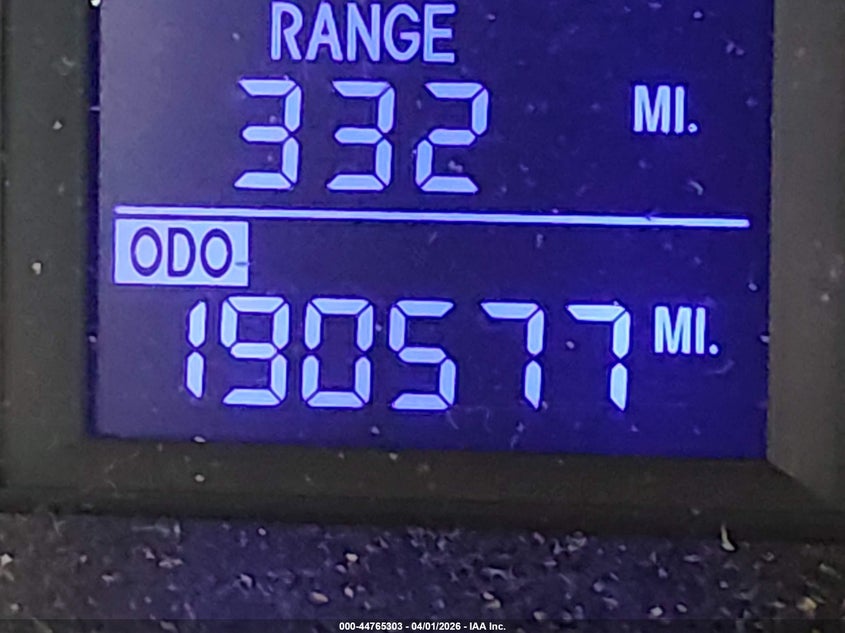 RANGE
332 MI.
ODO
190577 MI.
000-44765303 - 04/01/2026 - IAA Inc.